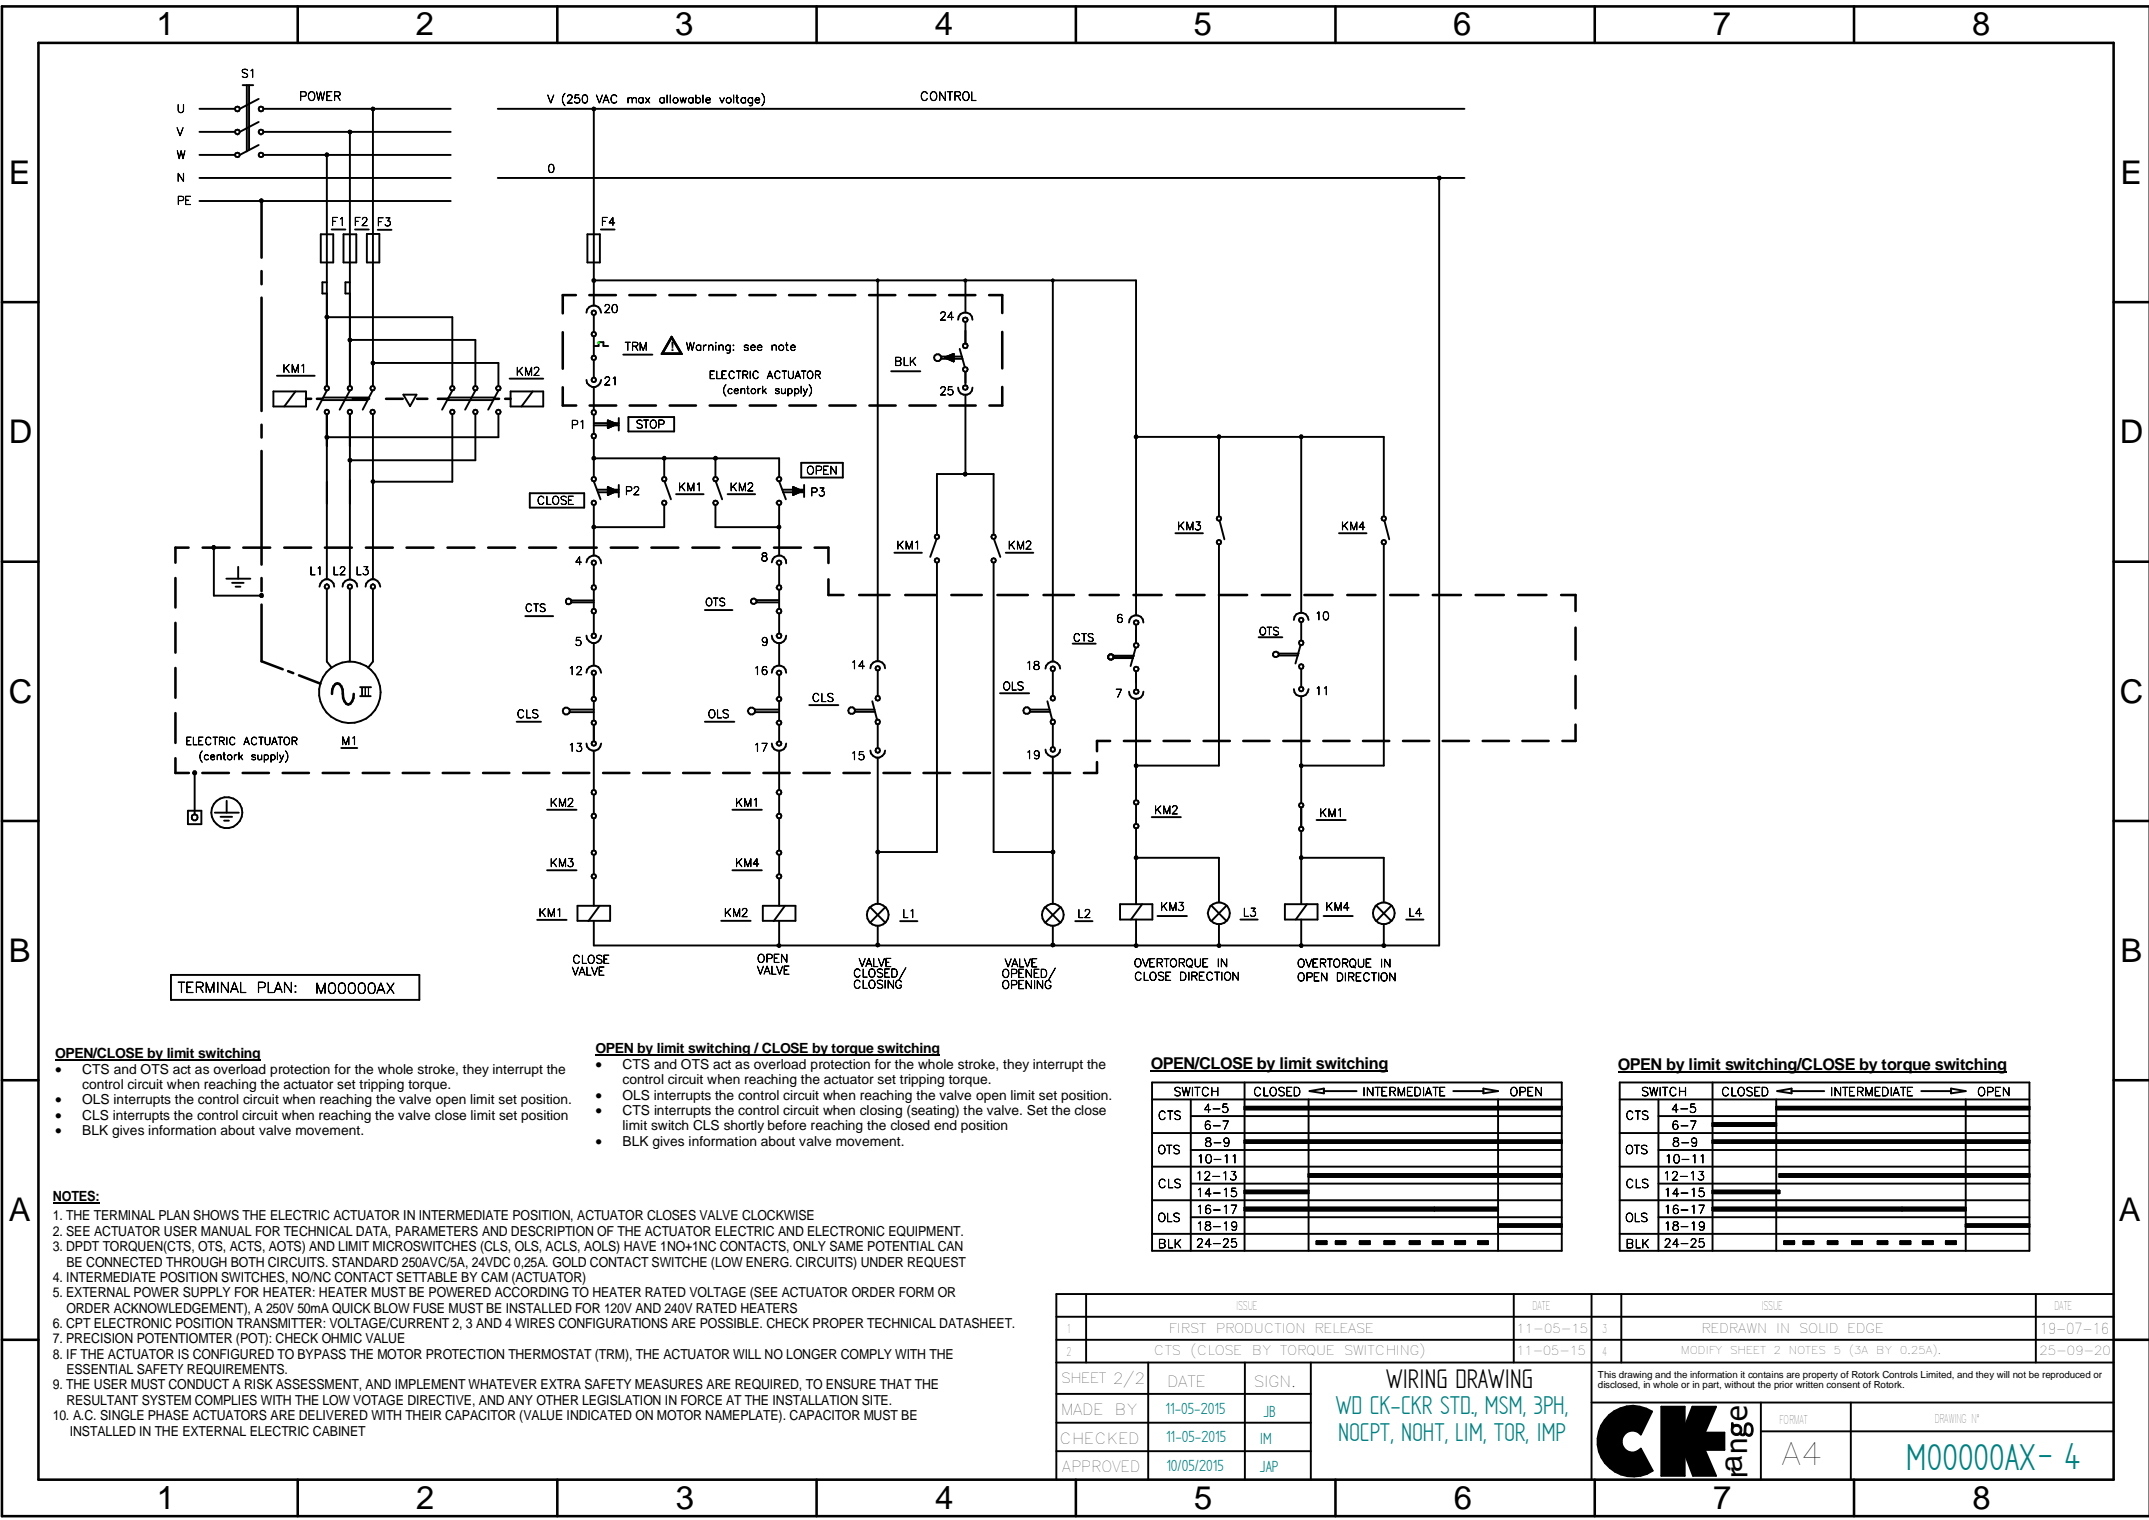 1 2 3 4 5 6 7 8
E
D
C
B
A
E
D
C
B
A
S1
POWER
U
V
W
N
PE
V (250 VAC max allowable voltage)
CONTROL
0
F1 F2 F3
F4
20
TRM
Warning: see note
21
ELECTRIC ACTUATOR
(centork supply)
24
BLK
25
KM1
KM2
P1
STOP
OPEN
CLOSE
P2
KM1
KM2
P3
KM1
KM2
KM3
KM4
L1 L2 L3
4
8
CTS
OTS
5
9
12
16
CLS
OLS
13
17
14
CLS
15
18
OLS
19
6
CTS
7
10
OTS
11
III
M1
ELECTRIC ACTUATOR
(centork supply)
KM2
KM1
KM2
KM1
KM3
KM4
KM1
KM2
L1
L2
KM3
L3
KM4
L4
CLOSE
VALVE
OPEN
VALVE
VALVE
CLOSED/
CLOSING
VALVE
OPENED/
OPENING
OVERTORQUE IN
CLOSE DIRECTION
OVERTORQUE IN
OPEN DIRECTION
TERMINAL PLAN: M00000AX
OPEN/CLOSE by limit switching
• CTS and OTS act as overload protection for the whole stroke, they interrupt the
control circuit when reaching the actuator set tripping torque.
• OLS interrupts the control circuit when reaching the valve open limit set position.
• CLS interrupts the control circuit when reaching the valve close limit set position
• BLK gives information about valve movement.
OPEN by limit switching / CLOSE by torque switching
• CTS and OTS act as overload protection for the whole stroke, they interrupt the
control circuit when reaching the actuator set tripping torque.
• OLS interrupts the control circuit when reaching the valve open limit set position.
• CTS interrupts the control circuit when closing (seating) the valve. Set the close
limit switch CLS shortly before reaching the closed end position
• BLK gives information about valve movement.
OPEN/CLOSE by limit switching
SWITCH CLOSED INTERMEDIATE OPEN
CTS 4-5
6-7
OTS 8-9
10-11
CLS 12-13
14-15
OLS 16-17
18-19
BLK 24-25
OPEN by limit switching/CLOSE by torque switching
SWITCH CLOSED INTERMEDIATE OPEN
CTS 4-5
6-7
OTS 8-9
10-11
CLS 12-13
14-15
OLS 16-17
18-19
BLK 24-25
NOTES:
1. THE TERMINAL PLAN SHOWS THE ELECTRIC ACTUATOR IN INTERMEDIATE POSITION, ACTUATOR CLOSES VALVE CLOCKWISE
2. SEE ACTUATOR USER MANUAL FOR TECHNICAL DATA, PARAMETERS AND DESCRIPTION OF THE ACTUATOR ELECTRIC AND ELECTRONIC EQUIPMENT.
3. DPDT TORQUEN(CTS, OTS, ACTS, AOTS) AND LIMIT MICROSWITCHES (CLS, OLS, ACLS, AOLS) HAVE 1NO+1NC CONTACTS, ONLY SAME POTENTIAL CAN
BE CONNECTED THROUGH BOTH CIRCUITS. STANDARD 250AVC/5A, 24VDC 0,25A. GOLD CONTACT SWITCHE (LOW ENERG. CIRCUITS) UNDER REQUEST
4. INTERMEDIATE POSITION SWITCHES, NO/NC CONTACT SETTABLE BY CAM (ACTUATOR)
5. EXTERNAL POWER SUPPLY FOR HEATER: HEATER MUST BE POWERED ACCORDING TO HEATER RATED VOLTAGE (SEE ACTUATOR ORDER FORM OR
ORDER ACKNOWLEDGEMENT), A 250V 50mA QUICK BLOW FUSE MUST BE INSTALLED FOR 120V AND 240V RATED HEATERS
6. CPT ELECTRONIC POSITION TRANSMITTER: VOLTAGE/CURRENT 2, 3 AND 4 WIRES CONFIGURATIONS ARE POSSIBLE. CHECK PROPER TECHNICAL DATASHEET.
7. PRECISION POTENTIOMTER (POT): CHECK OHMIC VALUE
8. IF THE ACTUATOR IS CONFIGURED TO BYPASS THE MOTOR PROTECTION THERMOSTAT (TRM), THE ACTUATOR WILL NO LONGER COMPLY WITH THE
ESSENTIAL SAFETY REQUIREMENTS.
9. THE USER MUST CONDUCT A RISK ASSESSMENT, AND IMPLEMENT WHATEVER EXTRA SAFETY MEASURES ARE REQUIRED, TO ENSURE THAT THE
RESULTANT SYSTEM COMPLIES WITH THE LOW VOTAGE DIRECTIVE, AND ANY OTHER LEGISLATION IN FORCE AT THE INSTALLATION SITE.
10. A.C. SINGLE PHASE ACTUATORS ARE DELIVERED WITH THEIR CAPACITOR (VALUE INDICATED ON MOTOR NAMEPLATE). CAPACITOR MUST BE
INSTALLED IN THE EXTERNAL ELECTRIC CABINET
ISSUE DATE ISSUE DATE
1 FIRST PRODUCTION RELEASE 11-05-15 3 REDRAWN IN SOLID EDGE 19-07-16
2 CTS (CLOSE BY TORQUE SWITCHING) 11-05-15 4 MODIFY SHEET 2 NOTES 5 (3A BY 0.25A). 25-09-20
SHEET 2/2 DATE SIGN.
MADE BY 11-05-2015 JB
CHECKED 11-05-2015 IM
APPROVED 10/05/2015 JAP
WIRING DRAWING
WD CK-CKR STD., MSM, 3PH,
NOCPT, NOHT, LIM, TOR, IMP
This drawing and the information it contains are property of Rotork Controls Limited, and they will not be reproduced or
disclosed, in whole or in part, without the prior written consent of Rotork.
CK range
FORMAT
A4
DRAWING Nº
M00000AX- 4
1 2 3 4 5 6 7 8